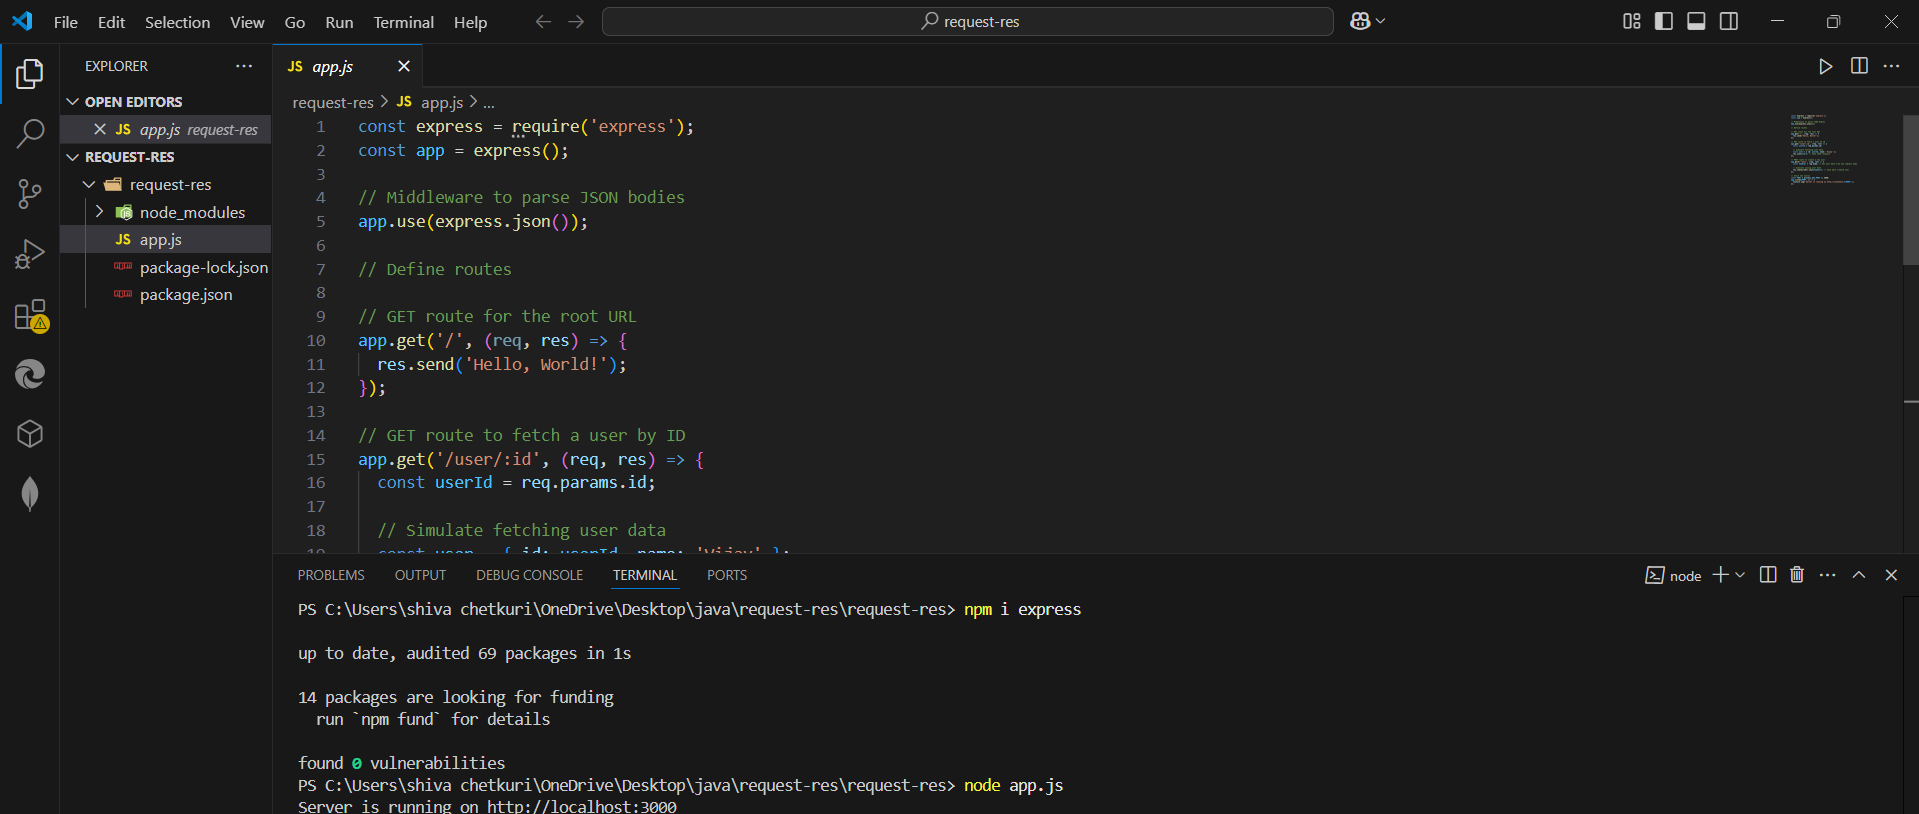 File Edit Selection View Go Run Terminal Help
request-res
EXPLORER
OPEN EDITORS
JS app.js request-res
REQUEST-RES
request-res
node_modules
JS app.js
package-lock.json
package.json
JS app.js
request-res > JS app.js > ...
1 const express = require('express');
2 const app = express();
3
4 // Middleware to parse JSON bodies
5 app.use(express.json());
6
7 // Define routes
8
9 // GET route for the root URL
10 app.get('/', (req, res) => {
11 res.send('Hello, World!');
12 });
13
14 // GET route to fetch a user by ID
15 app.get('/user/:id', (req, res) => {
16 const userId = req.params.id;
17
18 // Simulate fetching user data
19 const user = { id: userId, name: 'Vijay' };
PROBLEMS OUTPUT DEBUG CONSOLE TERMINAL PORTS
node
PS C:\Users\shiva chetkuri\OneDrive\Desktop\java\request-res\request-res> npm i express
up to date, audited 69 packages in 1s
14 packages are looking for funding
run `npm fund` for details
found 0 vulnerabilities
PS C:\Users\shiva chetkuri\OneDrive\Desktop\java\request-res\request-res> node app.js
Server is running on http://localhost:3000